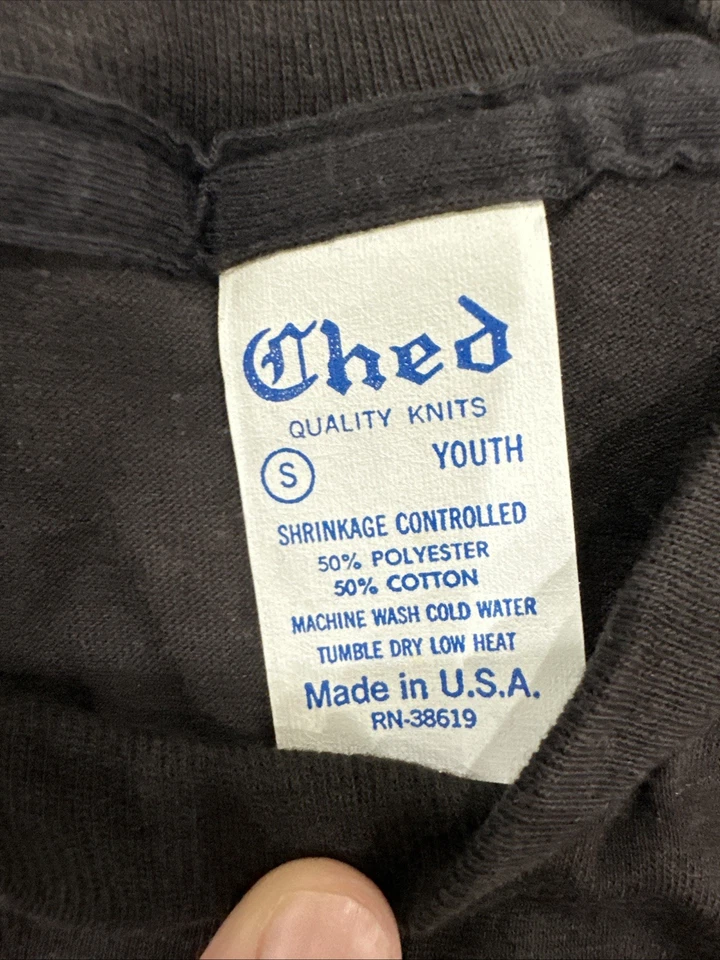 Ched
QUALITY KNITS
S YOUTH
SHRINKAGE CONTROLLED
50% POLYESTER
50% COTTON
MACHINE WASH COLD WATER
TUMBLE DRY LOW HEAT
Made in U.S.A.
RN-38619